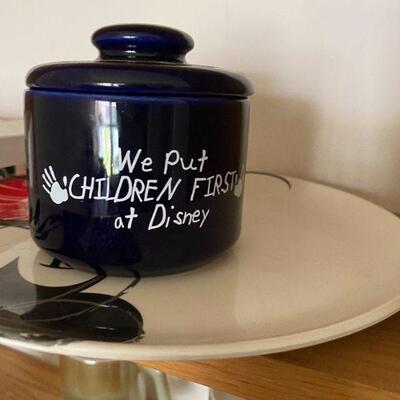 We Put
CHILDREN FIRST
at Disney